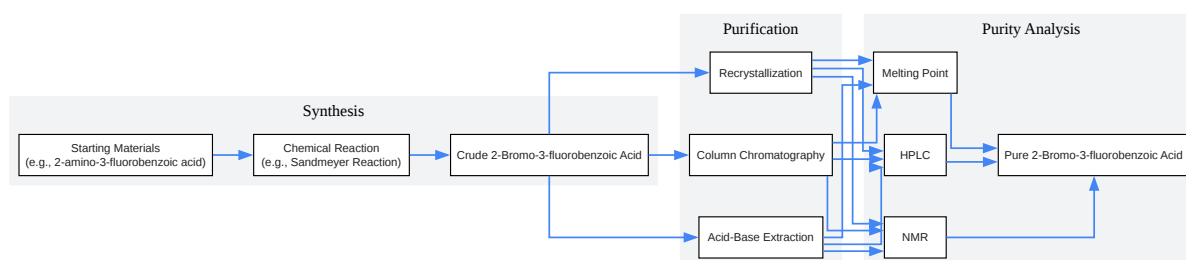 Synthesis
Starting Materials
(e.g., 2-amino-3-fluorobenzoic acid)
Chemical Reaction
(e.g., Sandmeyer Reaction)
Crude 2-Bromo-3-fluorobenzoic Acid
Purification
Recrystallization
Column Chromatography
Acid-Base Extraction
Purity Analysis
Melting Point
HPLC
NMR
Pure 2-Bromo-3-fluorobenzoic Acid